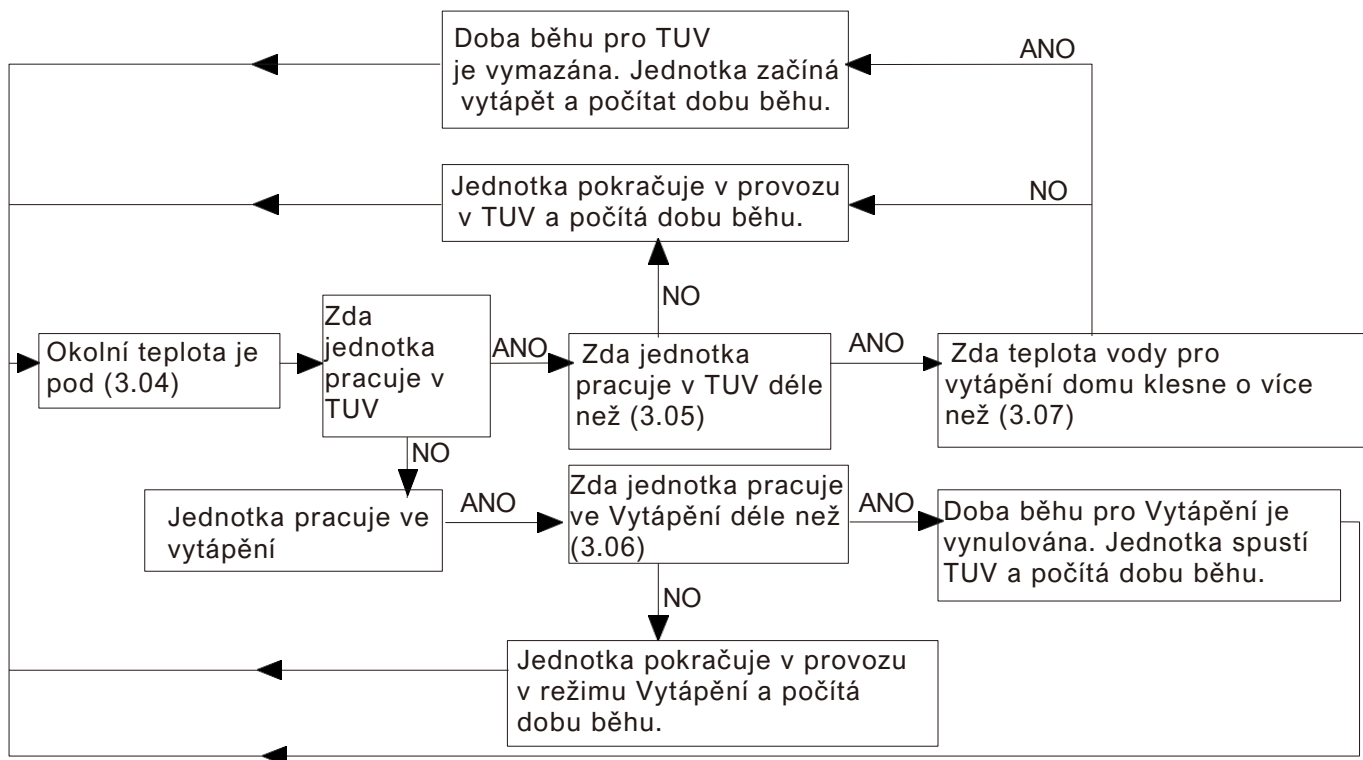 Doba běhu pro TUV
je vymazána. Jednotka začíná
vytápět a počítat dobu běhu.
ANO
Jednotka pokračuje v provozu
v TUV a počítá dobu běhu.
NO
NO
Okolní teplota je
pod (3.04)
Zda
jednotka
pracuje v
TUV
ANO
Zda jednotka
pracuje v TUV déle
než (3.05)
ANO
Zda teplota vody pro
vytápění domu klesne o více
než (3.07)
NO
Jednotka pracuje ve
vytápění
ANO
Zda jednotka pracuje
ve Vytápění déle než
(3.06)
ANO
Doba běhu pro Vytápění je
vynulována. Jednotka spustí
TUV a počítá dobu běhu.
NO
Jednotka pokračuje v provozu
v režimu Vytápění a počítá
dobu běhu.